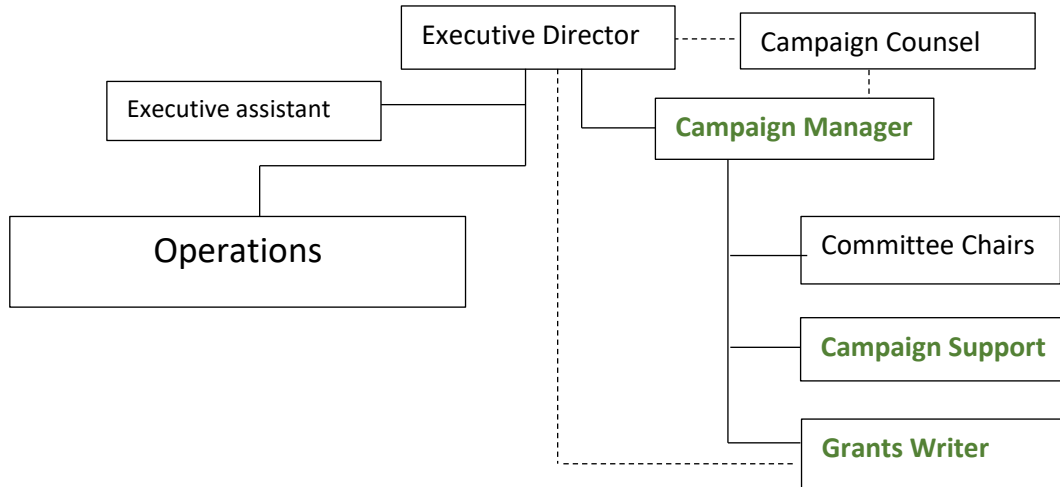 Executive Director
Campaign Counsel
Executive assistant
Campaign Manager
Operations
Committee Chairs
Campaign Support
Grants Writer